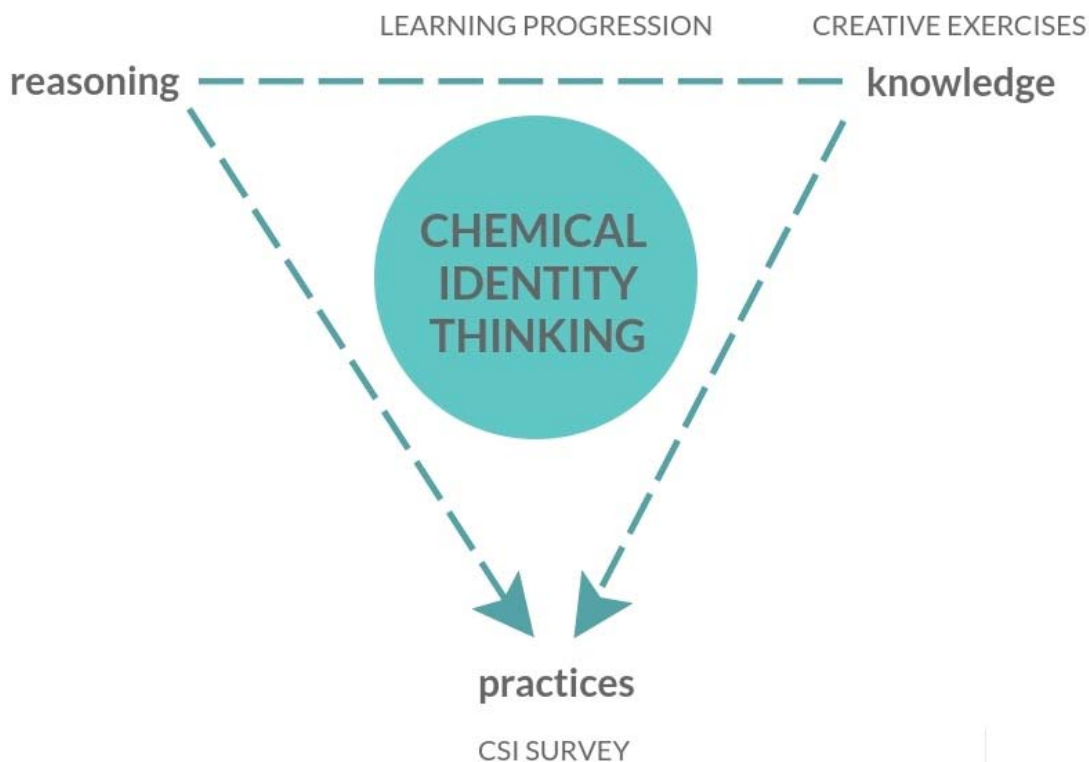 LEARNING PROGRESSION
CREATIVE EXERCISES
reasoning
knowledge
CHEMICAL
IDENTITY
THINKING
practices
CSI SURVEY